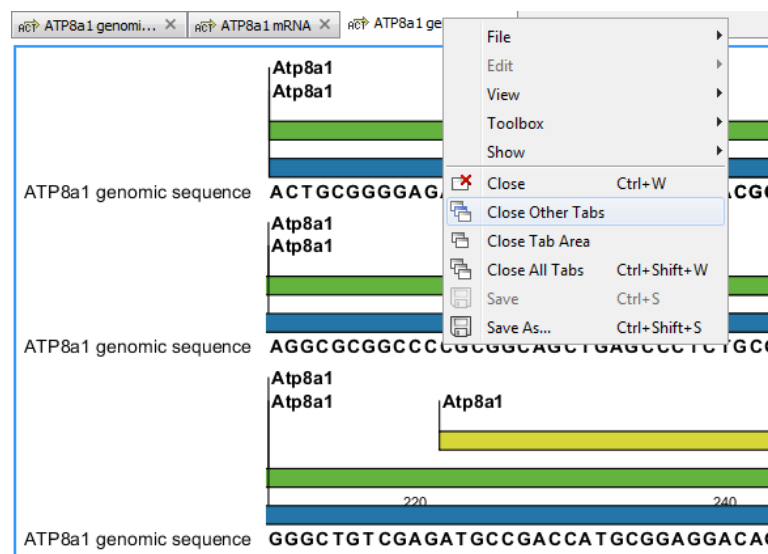 ATP8a1 genomi... ATP8a1 mRNA ATP8a1 ge
File
Edit
View
Toolbox
Show
Close Ctrl+W
Close Other Tabs
Close Tab Area
Close All Tabs Ctrl+Shift+W
Save Ctrl+S
Save As... Ctrl+Shift+S
Atp8a1
Atp8a1
ATP8a1 genomic sequence ACTGCGGGGAG
Atp8a1
Atp8a1
ATP8a1 genomic sequence AGGCGCGGCCCCGCGGCAGCTGAGCCCTCTGCC
Atp8a1
Atp8a1 Atp8a1
220 240
ATP8a1 genomic sequence GGGCTGTCGAGATGCCGACCATGCGGAGGACA